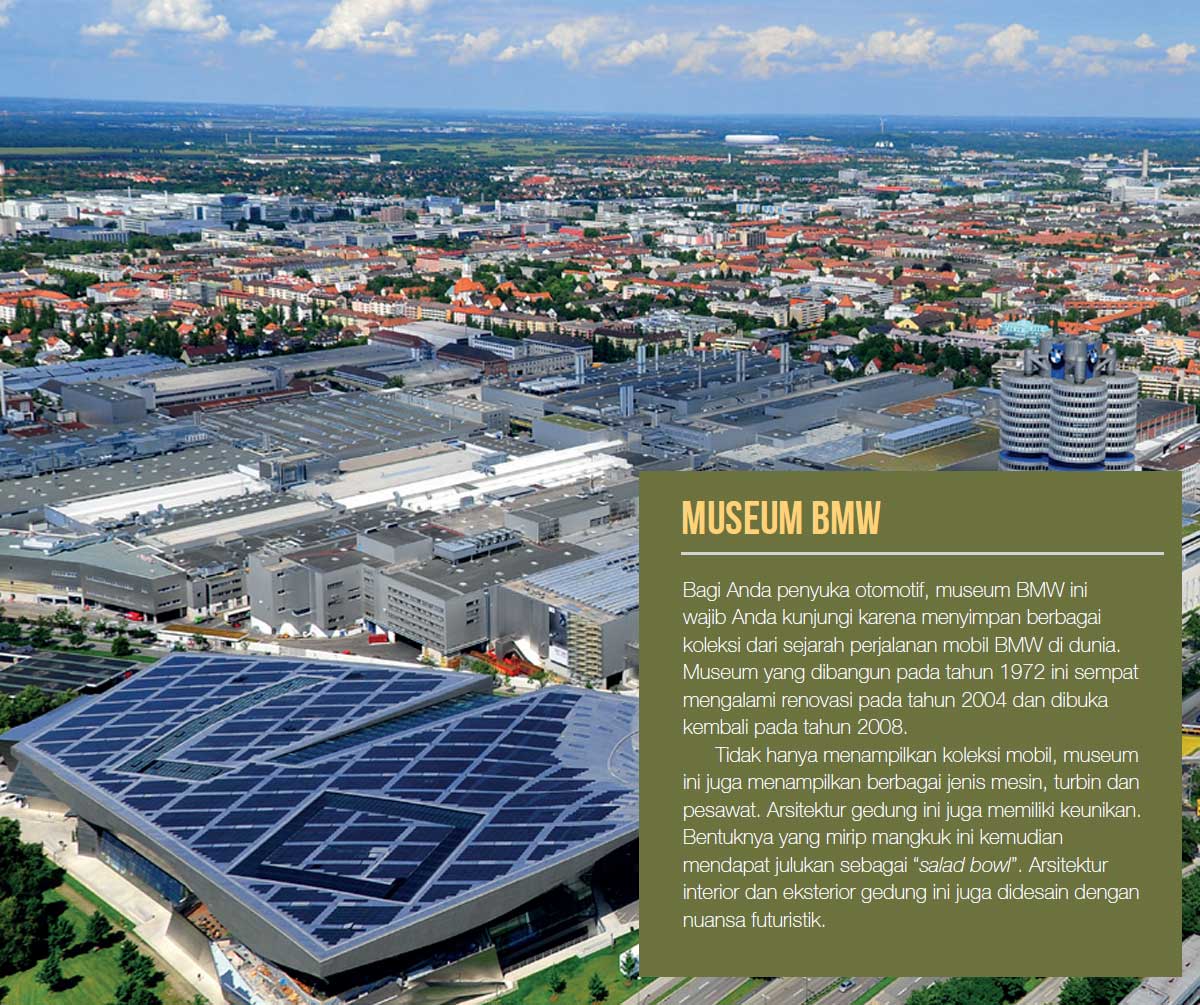 MUSEUM BMW
Bagi Anda penyuka otomotif, museum BMW ini
wajib Anda kunjungi karena menyimpan berbagai
koleksi dari sejarah perjalanan mobil BMW di dunia.
Museum yang dibangun pada tahun 1972 ini sempat
mengalami renovasi pada tahun 2004 dan dibuka
kembali pada tahun 2008.
Tidak hanya menampilkan koleksi mobil, museum
ini juga menampilkan berbagai jenis mesin, turbin dan
pesawat. Arsitektur gedung ini juga memiliki keunikan.
Bentuknya yang mirip mangkuk ini kemudian
mendapat julukan sebagai “salad bowl”. Arsitektur
interior dan eksterior gedung ini juga didesain dengan
nuansa futuristik.